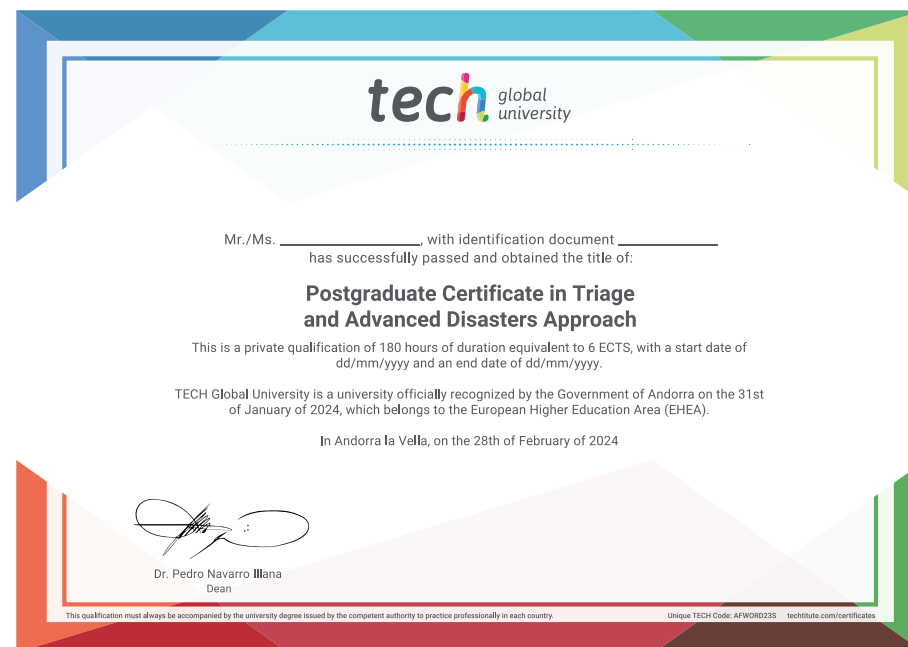 tech global university
Mr./Ms. ____________, with identification document ____________
has successfully passed and obtained the title of:
Postgraduate Certificate in Triage
and Advanced Disasters Approach
This is a private qualification of 180 hours of duration equivalent to 6 ECTS, with a start date of
dd/mm/yyyy and an end date of dd/mm/yyyy.
TECH Global University is a university officially recognized by the Government of Andorra on the 31st
of January of 2024, which belongs to the European Higher Education Area (EHEA).
In Andorra la Vella, on the 28th of February of 2024
Dr. Pedro Navarro Illana
Dean
This qualification must always be accompanied by the university degree issued by the competent authority to practice professionally in each country.
Unique TECH Code: AFWORD23S techtitute.com/certificates